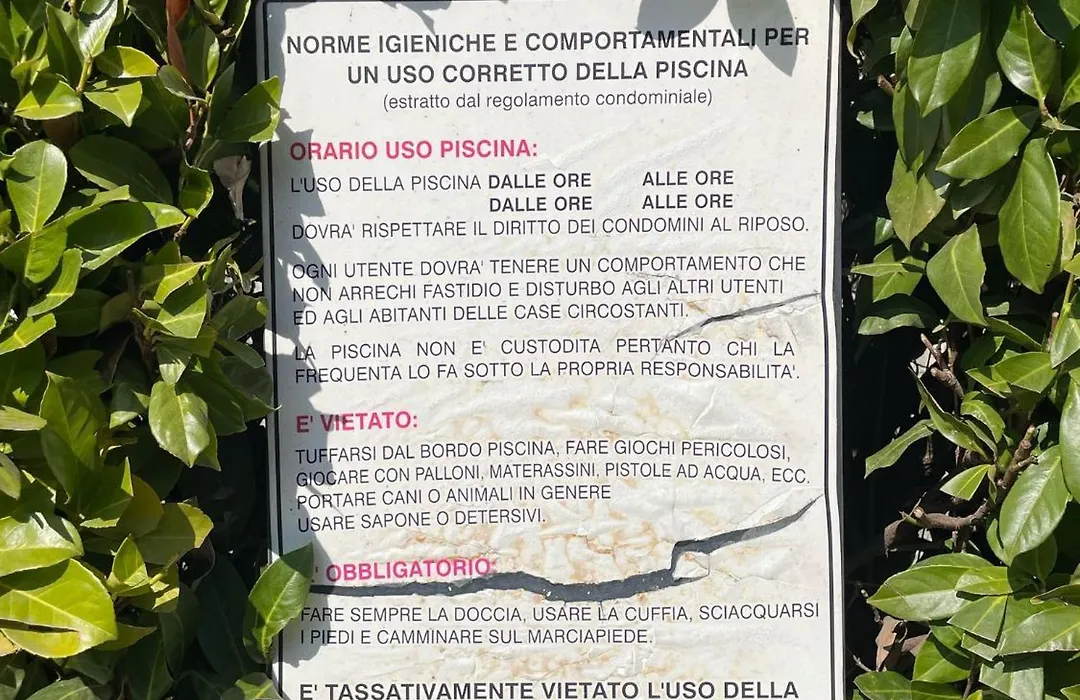 NORME IGIENICHE E COMPORTAMENTALI PER
UN USO CORRETTO DELLA PISCINA
(estratto dal regolamento condominiale)
ORARIO USO PISCINA:
L'USO DELLA PISCINA DALLE ORE ALLE ORE
DALLE ORE ALLE ORE
DOVRA' RISPETTARE IL DIRITTO DEI CONDOMINI AL RIPOSO.
OGNI UTENTE DOVRA' TENERE UN COMPORTAMENTO CHE
NON ARRECHI FASTIDIO E DISTURBO AGLI ALTRI UTENTI
ED AGLI ABITANTI DELLE CASE CIRCOSTANTI.
LA PISCINA NON E' CUSTODITA PERTANTO CHI LA
FREQUENTA LO FA SOTTO LA PROPRIA RESPONSABILITA'.
E' VIETATO:
TUFFARSI DAL BORDO PISCINA, FARE GIOCHI PERICOLOSI,
GIOCARE CON PALLONI, MATERASSINI, PISTOLE AD ACQUA, ECC.
PORTARE CANI O ANIMALI IN GENERE
USARE SAPONE O DETERSIVI.
' OBBLIGATORIO:
FARE SEMPRE LA DOCCIA, USARE LA CUFFIA, SCIACQUARSI
I PIEDI E CAMMINARE SUL MARCIAPIEDE.
E' TASSATIVAMENTE VIETATO L'USO DELLA